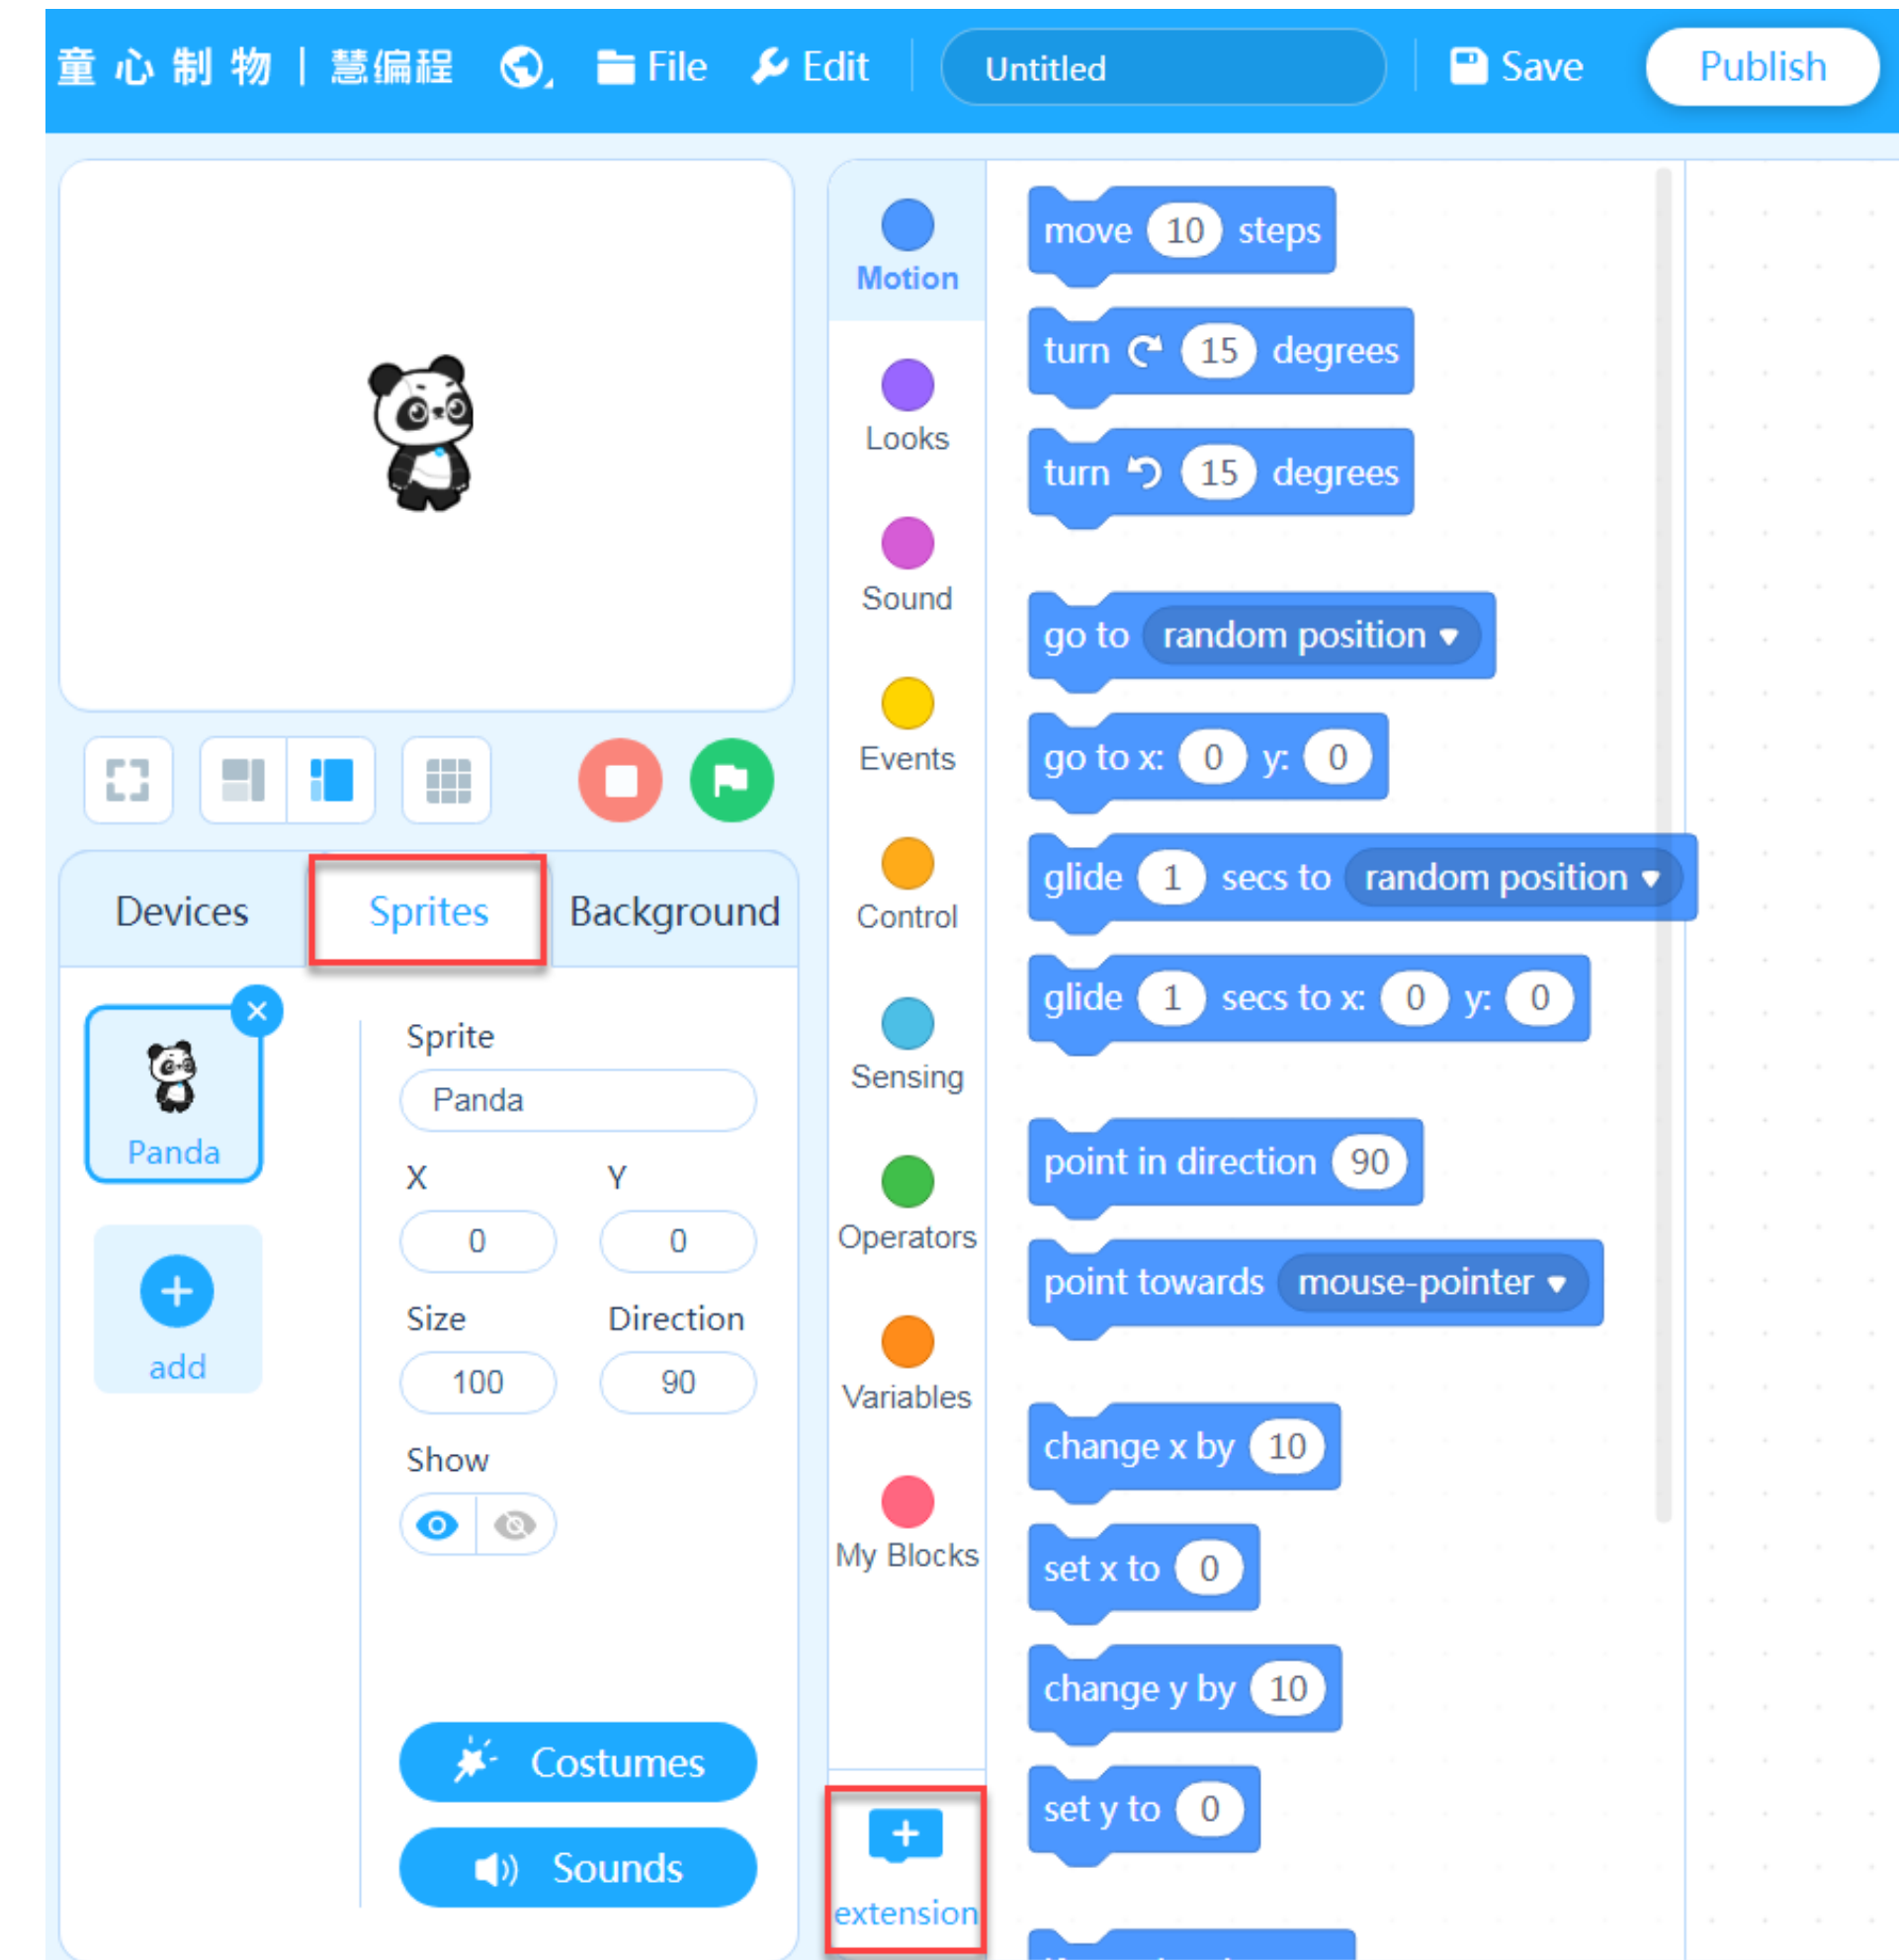 童心制物 | 慧编程 File Edit Untitled Save Publish
Devices Sprites Background
Panda
add
Sprite
Panda
X Y
0 0
Size Direction
100 90
Show
Costumes
Sounds
Motion
Looks
Sound
Events
Control
Sensing
Operators
Variables
My Blocks
extension
move 10 steps
turn 15 degrees
turn 15 degrees
go to random position
go to x: 0 y: 0
glide 1 secs to random position
glide 1 secs to x: 0 y: 0
point in direction 90
point towards mouse-pointer
change x by 10
set x to 0
change y by 10
set y to 0